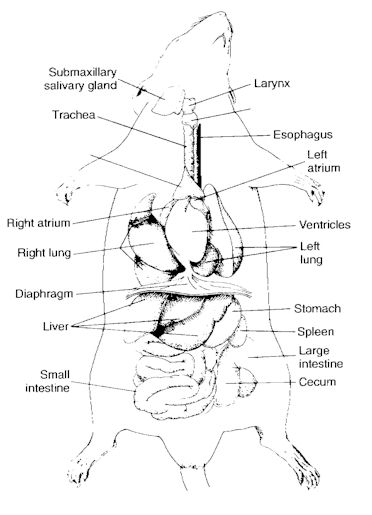 Submaxillary
salivary gland
Larynx
Trachea
Esophagus
Left
atrium
Right atrium
Ventricles
Right lung
Left
lung
Diaphragm
Stomach
Liver
Spleen
Large
intestine
Small
intestine
Cecum